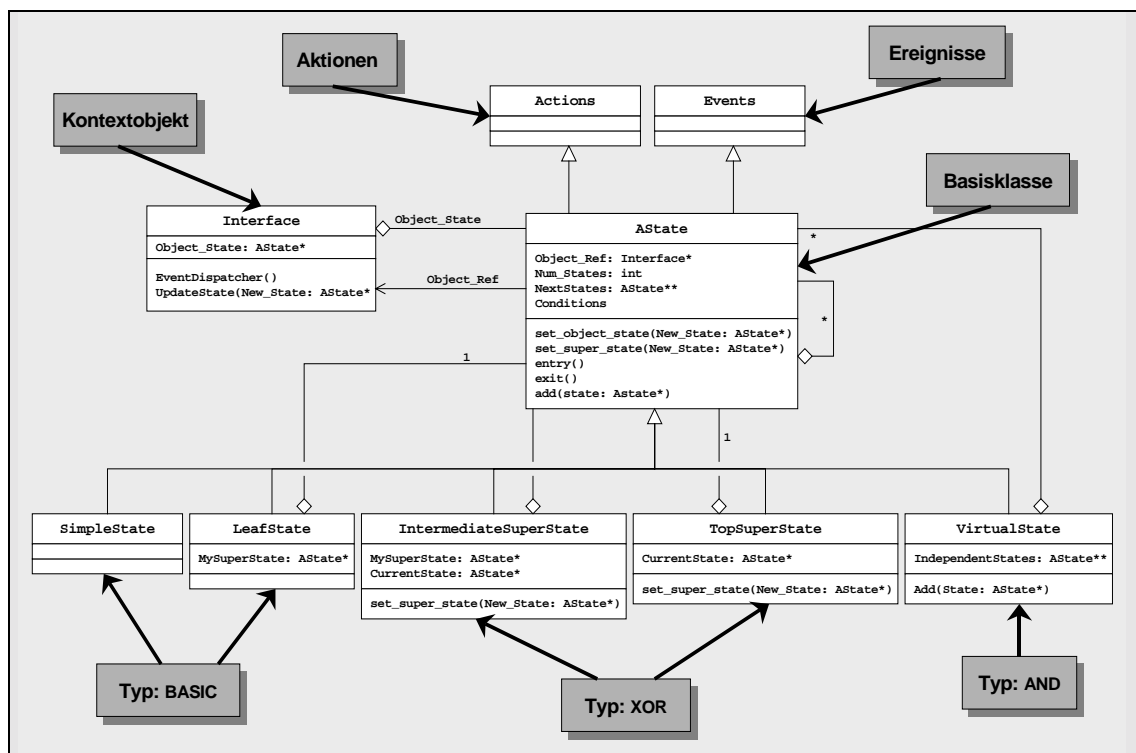 Aktionen
Ereignisse
Kontextobjekt
Basisklasse
Actions
Events
Interface
Object_State: AState*
EventDispatcher()
UpdateState(New_State: AState*
Object_State
Object_Ref
AState
Object_Ref: Interface*
Num_States: int
NextStates: AState**
Conditions
set_object_state(New_State: AState*)
set_super_state(New_State: AState*)
entry()
exit()
add(state: Astate*)
*
*
1
1
SimpleState
LeafState
MySuperState: AState*
IntermediateSuperState
MySuperState: AState*
CurrentState: AState*
set_super_state(New_State: AState*)
TopSuperState
CurrentState: AState*
set_super_state(New_State: AState*)
VirtualState
IndependentStates: AState**
Add(State: AState*)
Typ: BASIC
Typ: XOR
Typ: AND